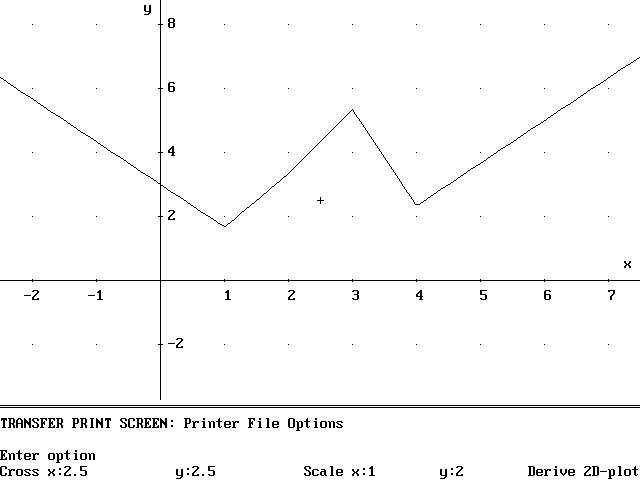 y
8
6
4
2
x
-2 -1 1 2 3 4 5 6 7
-2
TRANSFER PRINT SCREEN: Printer File Options
Enter option
Cross x:2.5 y:2.5 Scale x:1 y:2 Derive 2D-plot